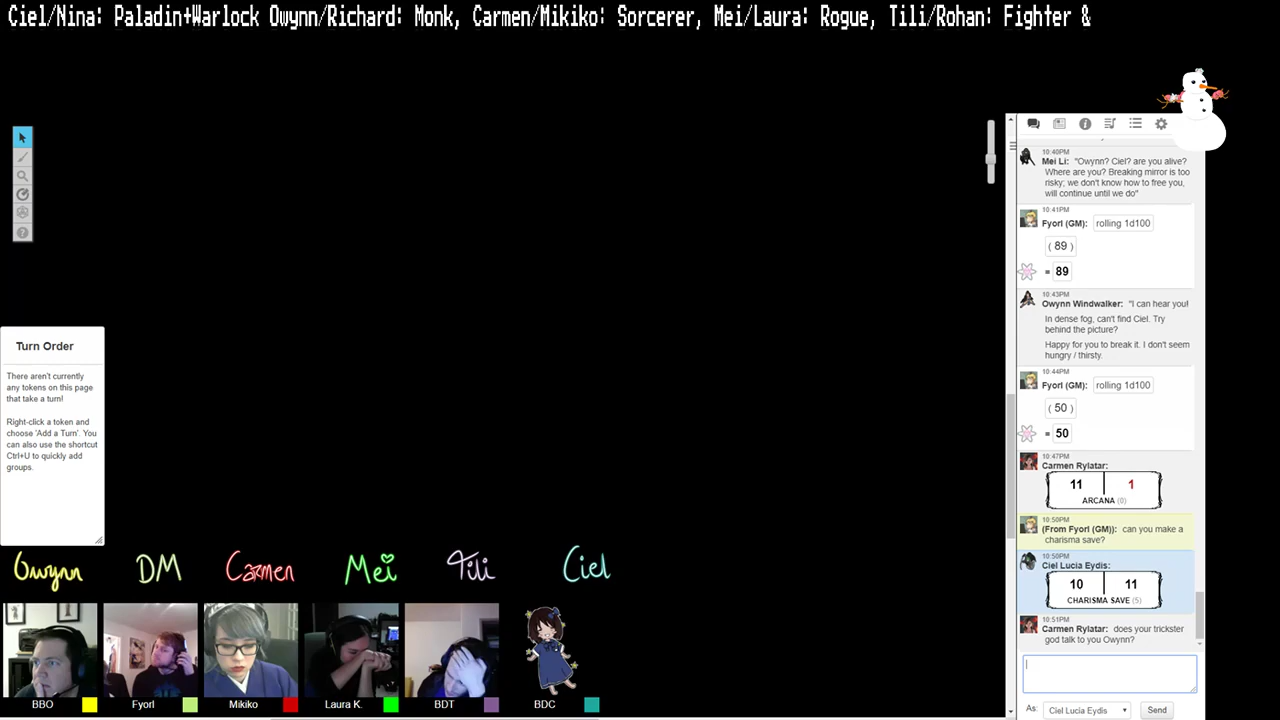 Ciel/Nina: Paladin+Warlock Owynn/Richard: Monk, Carmen/Mikiko: Sorcerer, Mei/Laura: Rogue, Tili/Rohan: Fighter &
10:40PM
Mei Li: "Owynn? Ciel? are you alive?
Where are you? Breaking mirror is too
risky; we don't know how to free you,
will continue until we do"
10:41PM
Fyorl (GM): rolling 1d100
( 89 )
= 89
10:43PM
Owynn Windwalker: "I can hear you!
In dense fog, can't find Ciel. Try
behind the picture?
Happy for you to break it. I don't seem
hungry / thirsty.
10:44PM
Fyorl (GM): rolling 1d100
( 50 )
= 50
10:47PM
Carmen Rylatar:
11 1
ARCANA (0)
10:50PM
(From Fyorl (GM)): can you make a
charisma save?
10:50PM
Ciel Lucia Eydis:
10 11
CHARISMA SAVE (5)
10:51PM
Carmen Rylatar: does your trickster
god talk to you Owynn?
As: Ciel Lucia Eydis Send
Turn Order
There aren't currently
any tokens on this page
that take a turn!
Right-click a token and
choose 'Add a Turn'. You
can also use the shortcut
Ctrl+U to quickly add
groups.
Owynn DM Carmen Mei Tili Ciel
BBO Fyorl Mikiko Laura K. BDT BDC